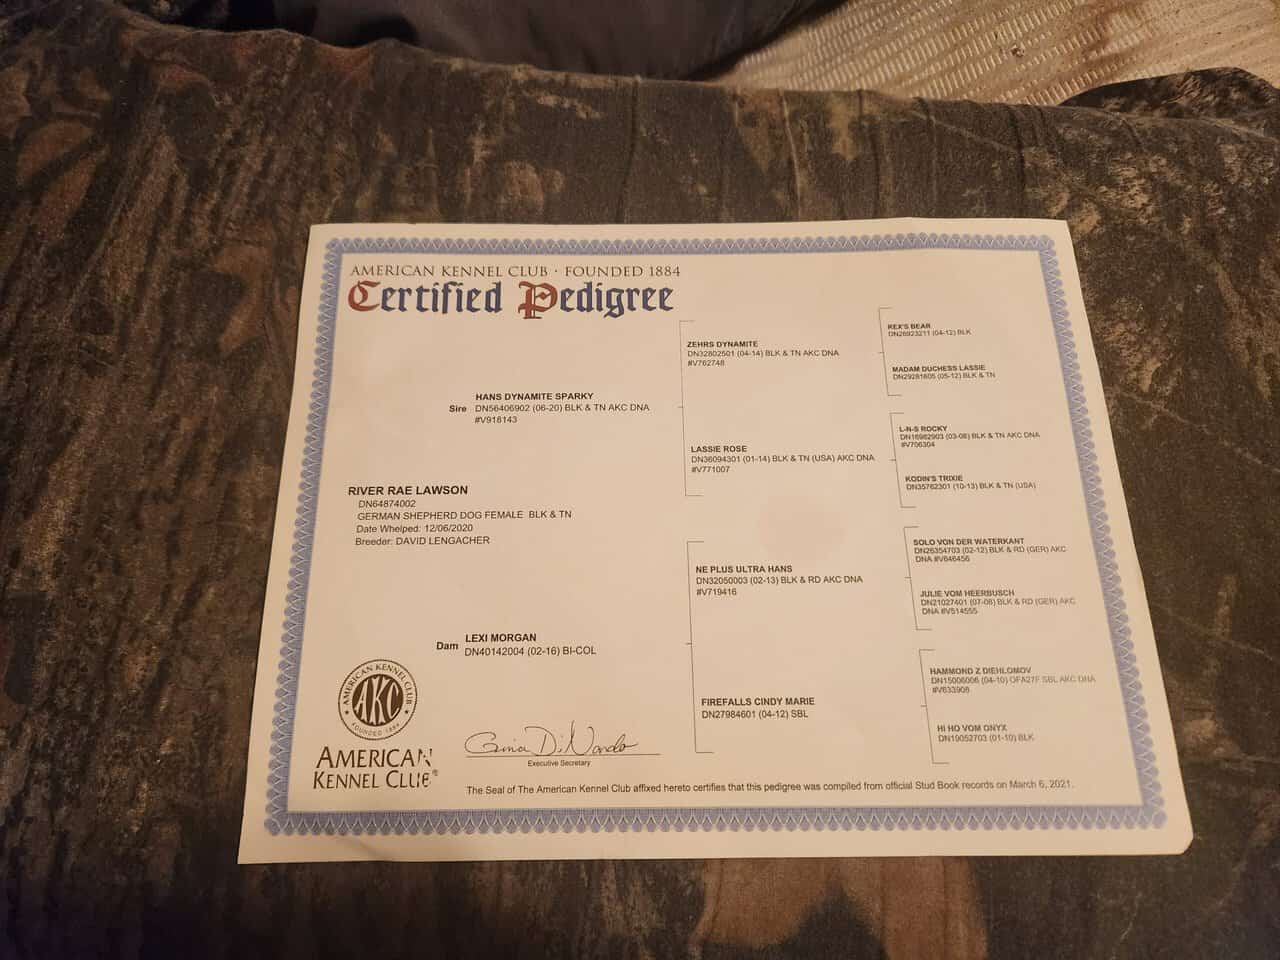 AMERICAN KENNEL CLUB · FOUNDED 1884
Certified Pedigree
HANS DYNAMITE SPARKY
Sire DN56406902 (06-20) BLK & TN AKC DNA
#V918143
RIVER RAE LAWSON
DN64874002
GERMAN SHEPHERD DOG FEMALE BLK & TN
Date Whelped: 12/06/2020
Breeder: DAVID LENGACHER
LEXI MORGAN
Dam DN40142004 (02-16) BI-COL
ZEHRS DYNAMITE
DN32802501 (04-14) BLK & TN AKC DNA
#V762748
LASSIE ROSE
DN36094301 (01-14) BLK & TN (USA) AKC DNA
#V771007
NE PLUS ULTRA HANS
DN32050003 (02-13) BLK & RD AKC DNA
#V719416
FIREFALLS CINDY MARIE
DN27984601 (04-12) SBL
REX'S BEAR
DN26923211 (04-12) BLK
MADAM DUCHESS LASSIE
DN29281605 (05-12) BLK & TN
L-N-S ROCKY
DN16982903 (03-08) BLK & TN AKC DNA
#V706304
KODIN'S TRIXIE
DN35762301 (10-13) BLK & TN (USA)
SOLO VON DER WATERKANT
DN26354703 (02-12) BLK & RD (GER) AKC
DNA #V646456
JULIE VOM HEERBUSCH
DN21027401 (07-08) BLK & RD (GER) AKC
DNA #V514555
HAMMOND Z DIEHLOMOV
DN15006006 (04-10) OFA27F SBL AKC DNA
#V633908
HI HO VOM ONYX
DN19052703 (01-10) BLK
AMERICAN KENNEL CLUB
AKC
FOUNDED 1884
AMERICAN
KENNEL CLUB®
Gina DiNardo
Executive Secretary
The Seal of The American Kennel Club affixed hereto certifies that this pedigree was compiled from official Stud Book records on March 6, 2021.